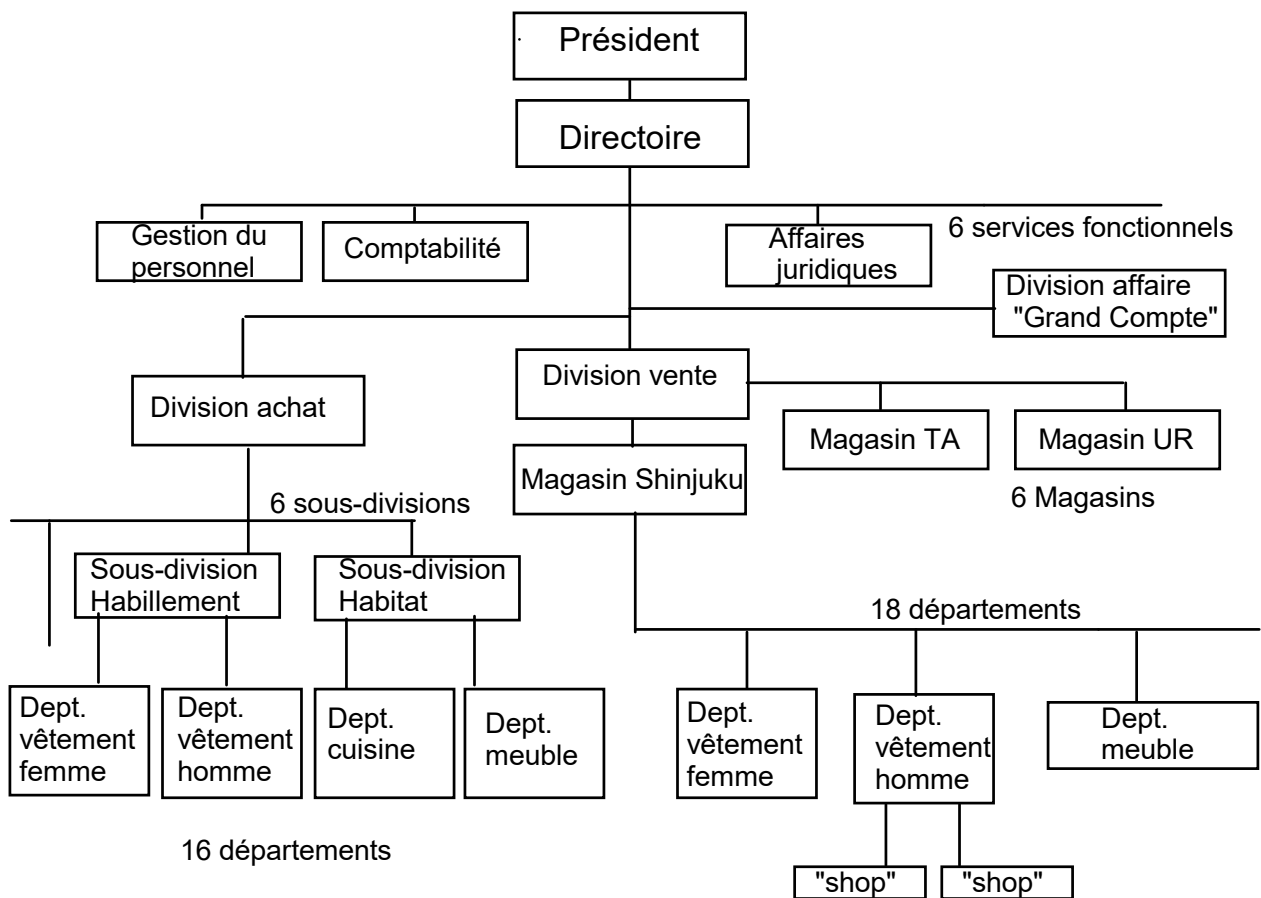 Président
Directoire
Gestion du
personnel
Comptabilité
Affaires
juridiques
6 services fonctionnels
Division affaire
"Grand Compte"
Division achat
Division vente
Magasin TA
Magasin UR
Magasin Shinjuku
6 Magasins
6 sous-divisions
Sous-division
Habillement
Sous-division
Habitat
18 départements
Dept.
vêtement
femme
Dept.
vêtement
homme
Dept.
cuisine
Dept.
meuble
Dept.
vêtement
femme
Dept.
vêtement
homme
Dept.
meuble
16 départements
"shop"
"shop"